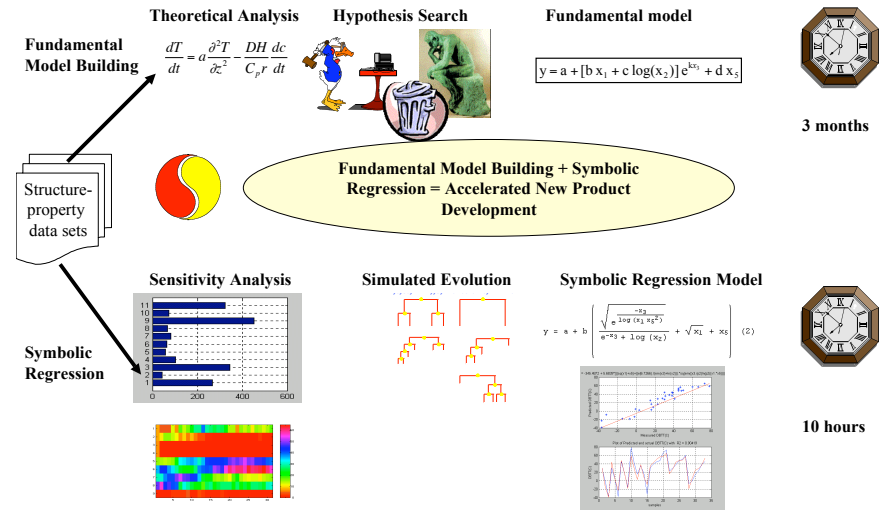 Theoretical Analysis
Hypothesis Search
Fundamental model
Fundamental
Model Building
dT/dt = a ∂²T/∂z² - DH/(C_p r) dc/dt
y = a + [b x₁ + c log(x₂)] e^{kx₃} + d x₅
3 months
Structure-
property
data sets
Fundamental Model Building + Symbolic
Regression = Accelerated New Product
Development
Sensitivity Analysis
Simulated Evolution
Symbolic Regression Model
Symbolic
Regression
11
10
9
8
7
6
5
4
3
2
1
0 200 400 600
y = a + b ( √(e^{-x₃/log(x₁ x₅²)}) / (e^{-x₃} + log(x₂)) + √x₁ + x₅ ) (2)
10 hours